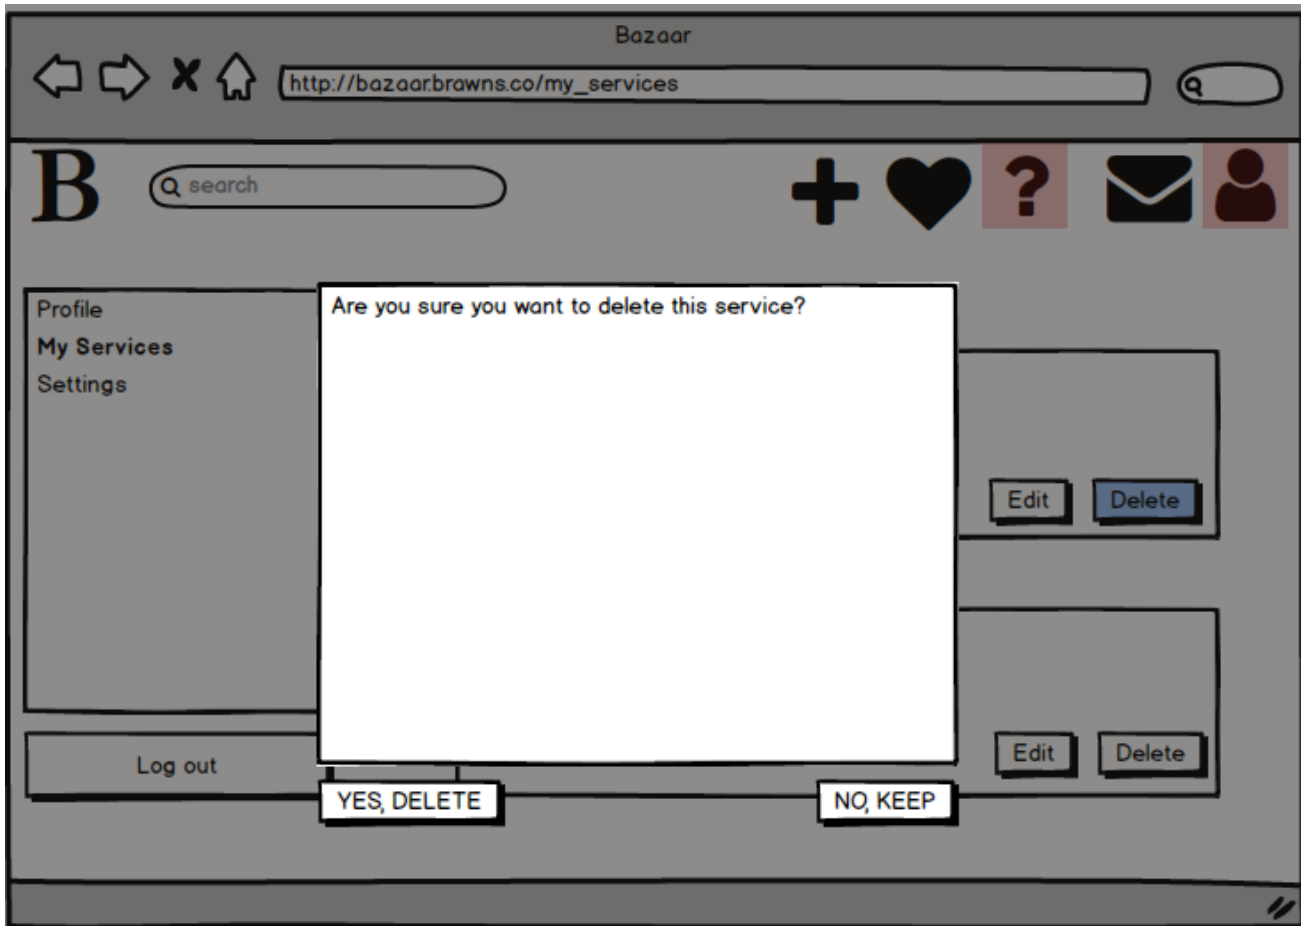 Bazaar
http://bazaar.brawns.co/my_services
B
search
?
Profile
My Services
Settings
Are you sure you want to delete this service?
Edit
Delete
Edit
Delete
Log out
YES, DELETE
NO, KEEP